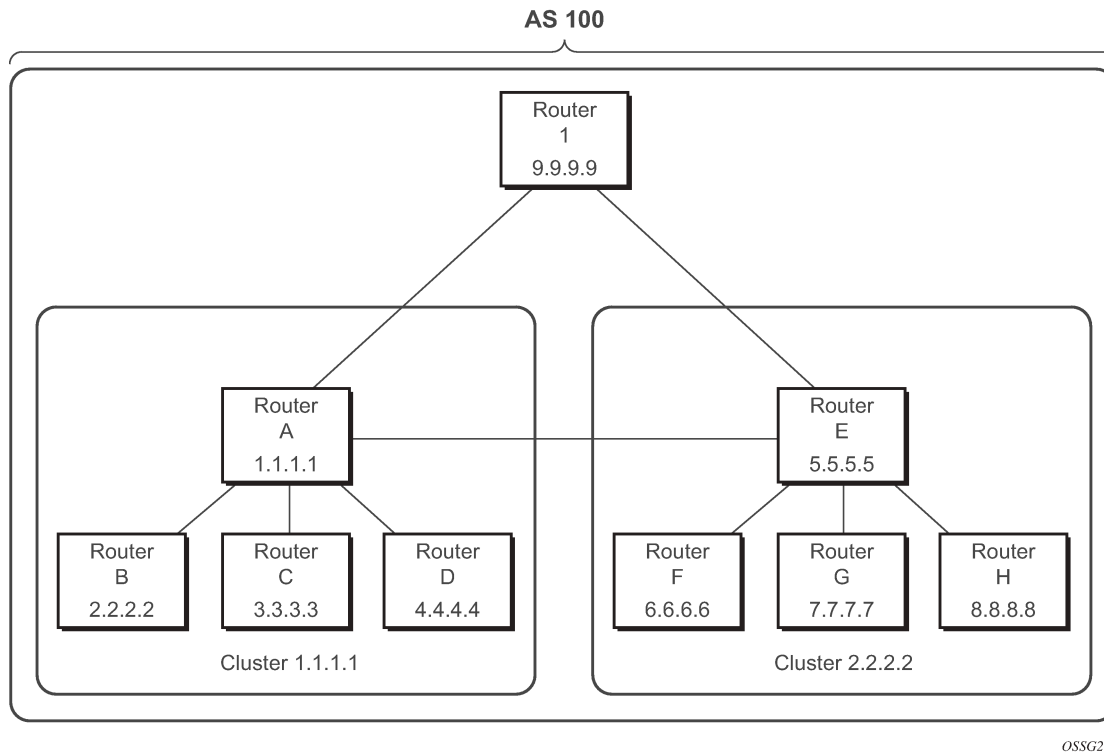 AS 100
Router
1
9.9.9.9
Router
A
1.1.1.1
Router
E
5.5.5.5
Router
B
2.2.2.2
Router
C
3.3.3.3
Router
D
4.4.4.4
Router
F
6.6.6.6
Router
G
7.7.7.7
Router
H
8.8.8.8
Cluster 1.1.1.1
Cluster 2.2.2.2
OSSG2